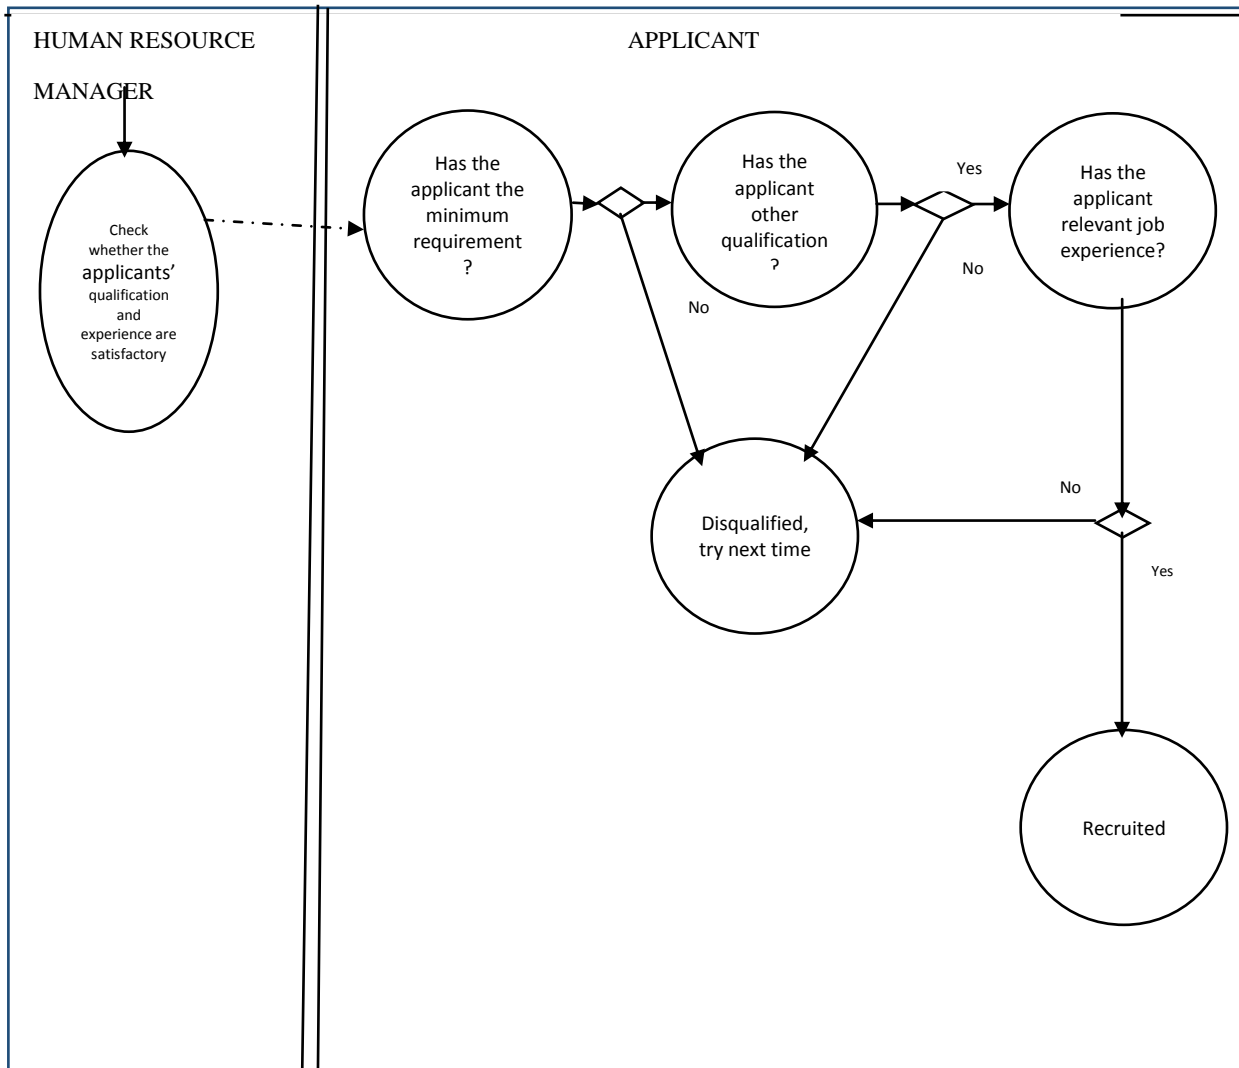 HUMAN RESOURCE
MANAGER
APPLICANT
Check
whether the
applicants’
qualification
and
experience are
satisfactory
Has the
applicant the
minimum
requirement
?
No
Has the
applicant
other
qualification
?
Yes
No
Has the
applicant
relevant job
experience?
Disqualified,
try next time
No
Yes
Recruited